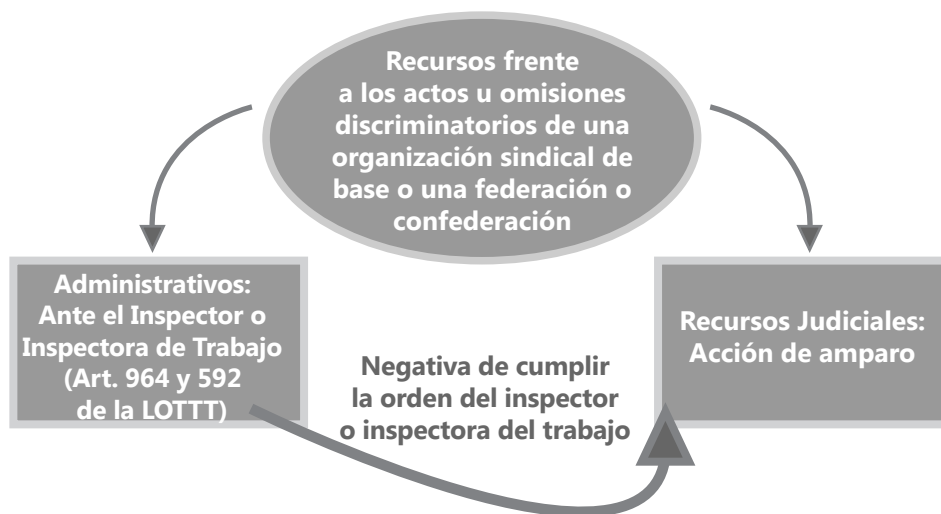 Recursos frente
a los actos u omisiones
discriminatorios de una
organización sindical de
base o una federación o
confederación
Administrativos:
Ante el Inspector o
Inspectora de Trabajo
(Art. 964 y 592
de la LOTTT)
Negativa de cumplir
la orden del inspector
o inspectora del trabajo
Recursos Judiciales:
Acción de amparo